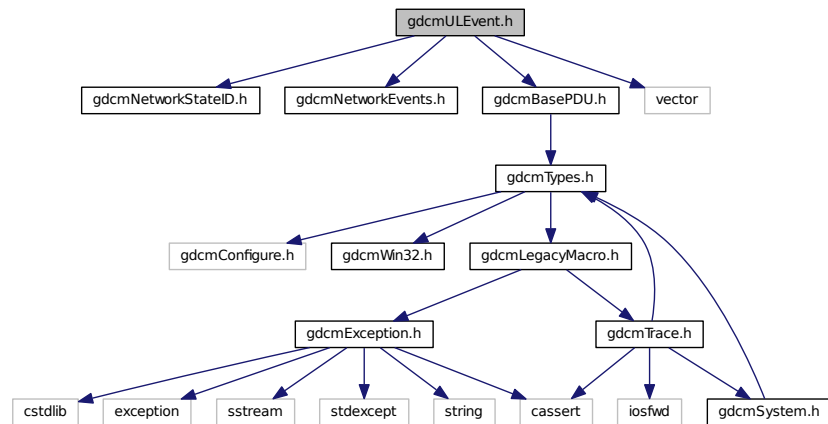 gdcmULEvent.h
gdcmNetworkStateID.h
gdcmNetworkEvents.h
gdcmBasePDU.h
vector
gdcmTypes.h
gdcmConfigure.h
gdcmWin32.h
gdcmLegacyMacro.h
gdcmException.h
gdcmTrace.h
cstdlib
exception
sstream
stdexcept
string
cassert
iosfwd
gdcmSystem.h